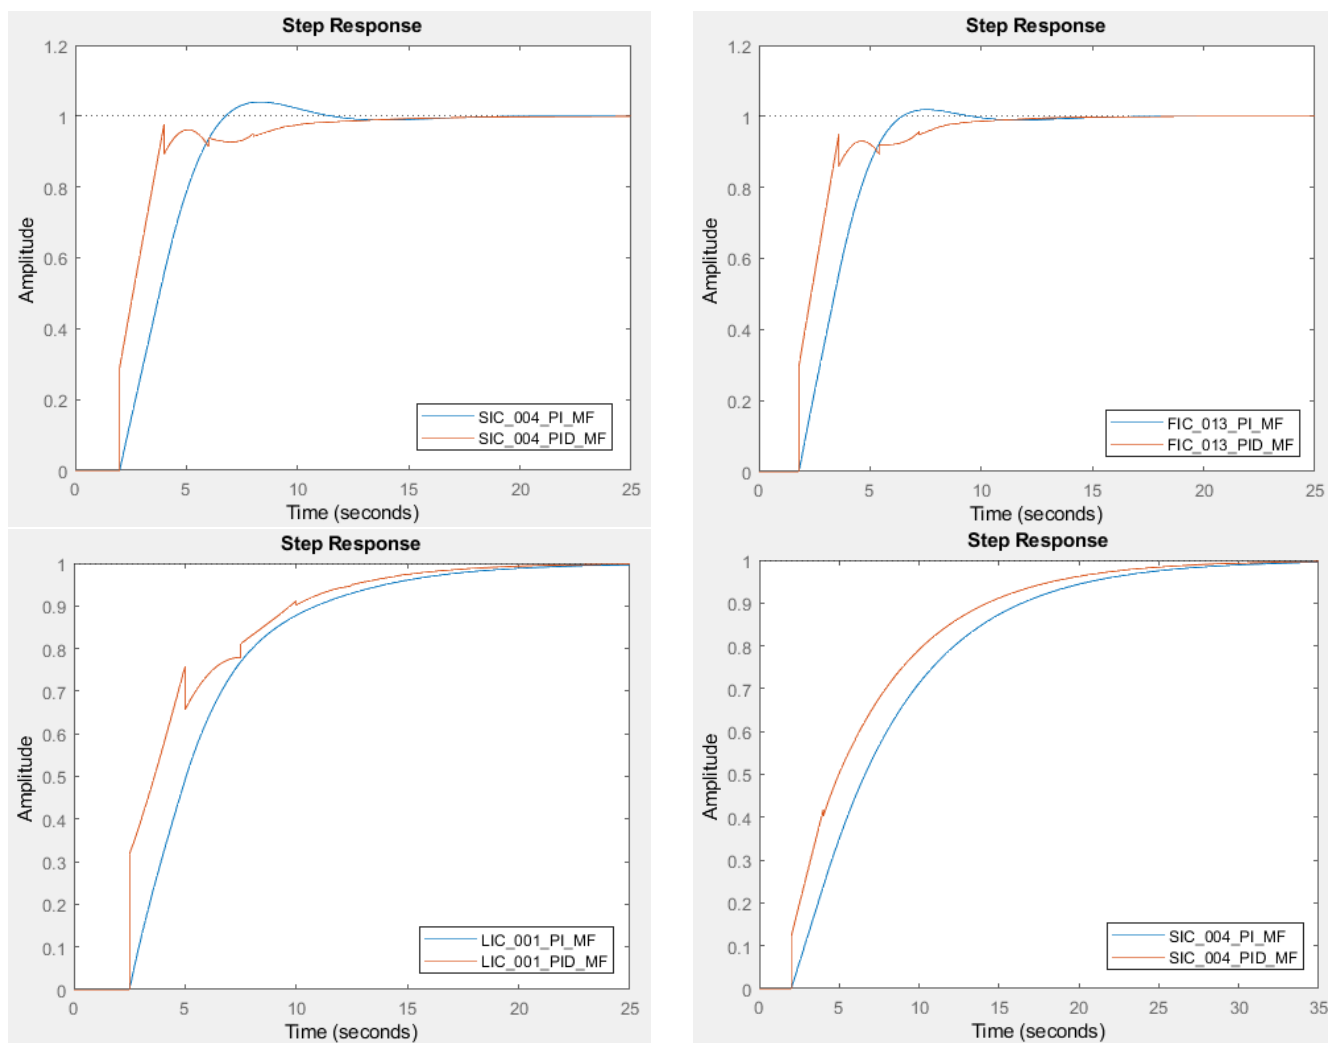 Step Response
1.2
1
0.8
0.6
0.4
0.2
0
Amplitude
SIC_004_PI_MF
SIC_004_PID_MF
0 5 10 15 20 25
Time (seconds)
Step Response
1.2
1
0.8
0.6
0.4
0.2
0
Amplitude
FIC_013_PI_MF
FIC_013_PID_MF
0 5 10 15 20 25
Time (seconds)
Step Response
1
0.9
0.8
0.7
0.6
0.5
0.4
0.3
0.2
0.1
0
Amplitude
LIC_001_PI_MF
LIC_001_PID_MF
0 5 10 15 20 25
Time (seconds)
Step Response
1
0.9
0.8
0.7
0.6
0.5
0.4
0.3
0.2
0.1
0
Amplitude
SIC_004_PI_MF
SIC_004_PID_MF
0 5 10 15 20 25 30 35
Time (seconds)